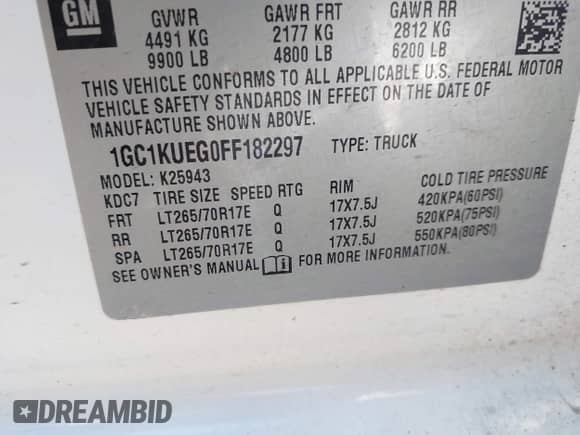 GM
GVWR GAWR FRT GAWR RR
4491 KG 2177 KG 2812 KG
9900 LB 4800 LB 6200 LB
THIS VEHICLE CONFORMS TO ALL APPLICABLE U.S. FEDERAL MOTOR
VEHICLE SAFETY STANDARDS IN EFFECT ON THE DATE OF
MANUFACTURE SHOWN ABOVE.
1GC1KUEG0FF182297 TYPE: TRUCK
MODEL: K25943
KDC7 TIRE SIZE SPEED RTG RIM COLD TIRE PRESSURE
FRT LT265/70R17E Q 17X7.5J 420KPA(60PSI)
RR LT265/70R17E Q 17X7.5J 520KPA(75PSI)
SPA LT265/70R17E Q 17X7.5J 550KPA(80PSI)
SEE OWNER'S MANUAL FOR MORE INFORMATION.
DREAMBID